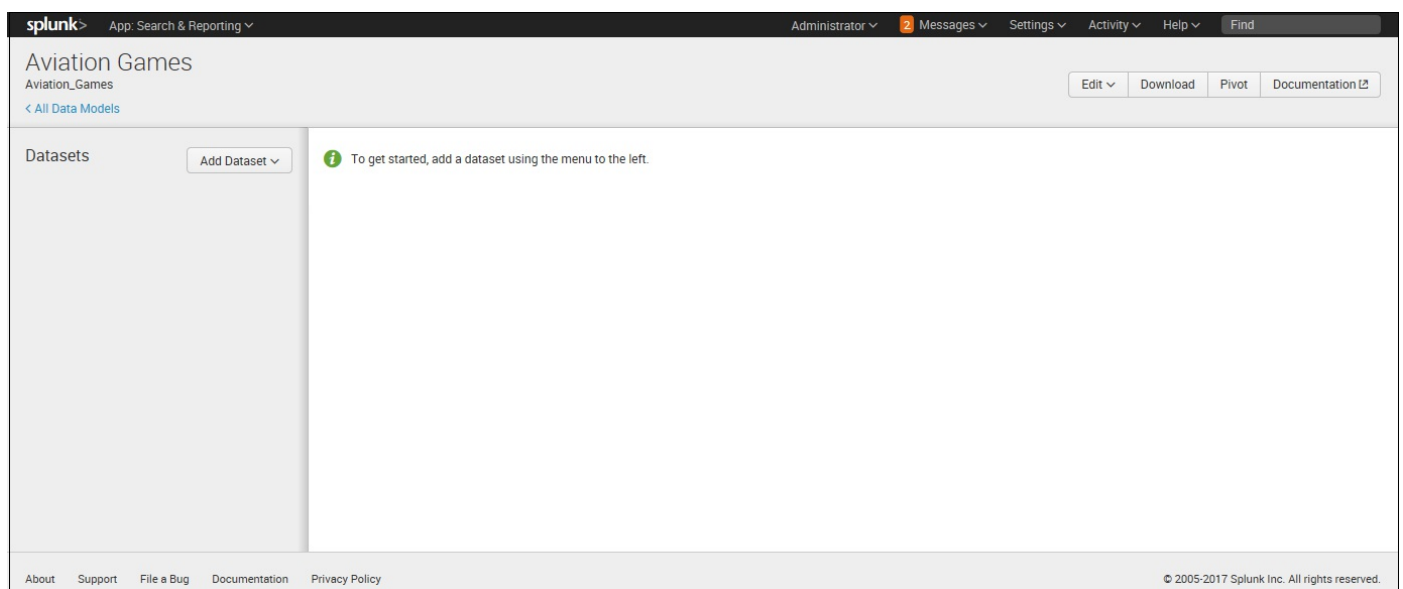 splunk> App: Search & Reporting Administrator 2 Messages Settings Activity Help Find
Aviation Games
Aviation_Games
< All Data Models
Edit Download Pivot Documentation
Datasets
Add Dataset
To get started, add a dataset using the menu to the left.
About Support File a Bug Documentation Privacy Policy © 2005-2017 Splunk Inc. All rights reserved.